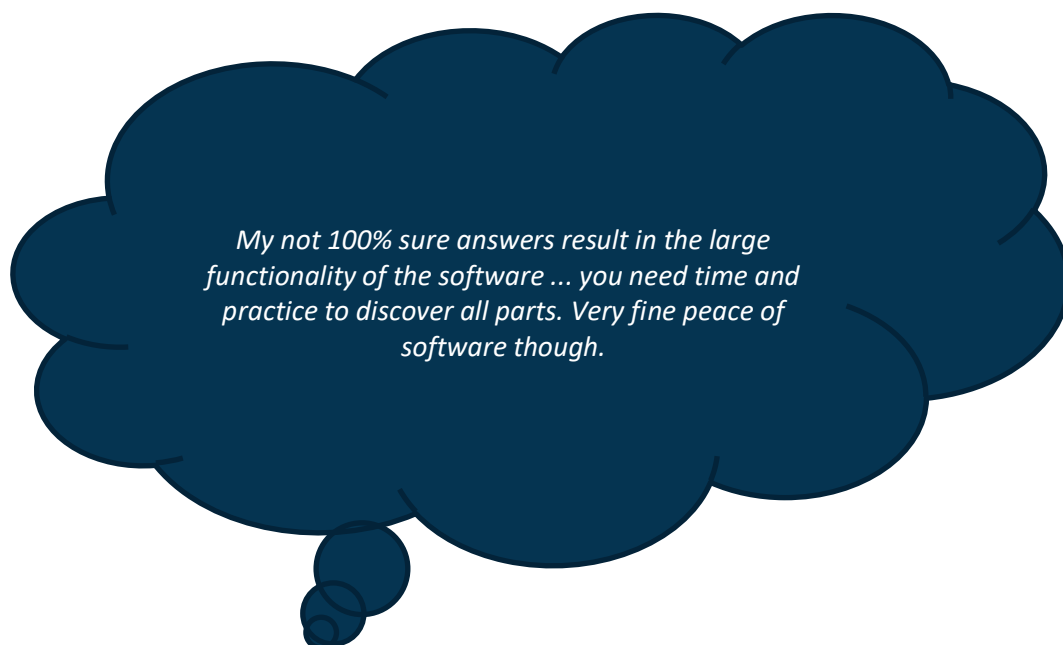 My not 100% sure answers result in the large
functionality of the software ... you need time and
practice to discover all parts. Very fine peace of
software though.